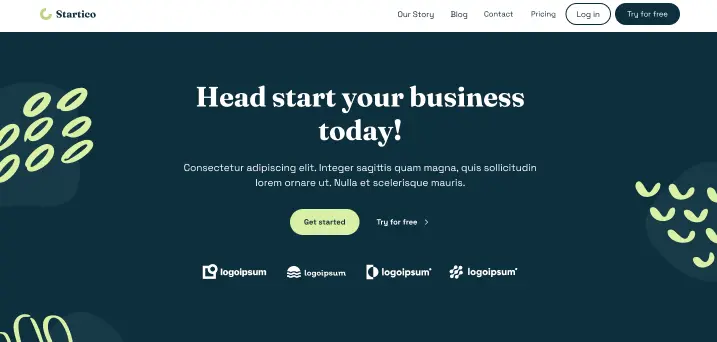 Startico
Our Story
Blog
Contact
Pricing
Log in
Try for free
Head start your business
today!
Consectetur adipiscing elit. Integer sagittis quam magna, quis sollicitudin
lorem ornare ut. Nulla et scelerisque mauris.
Get started
Try for free
logoipsum
logoipsum
logoipsum
logoipsum